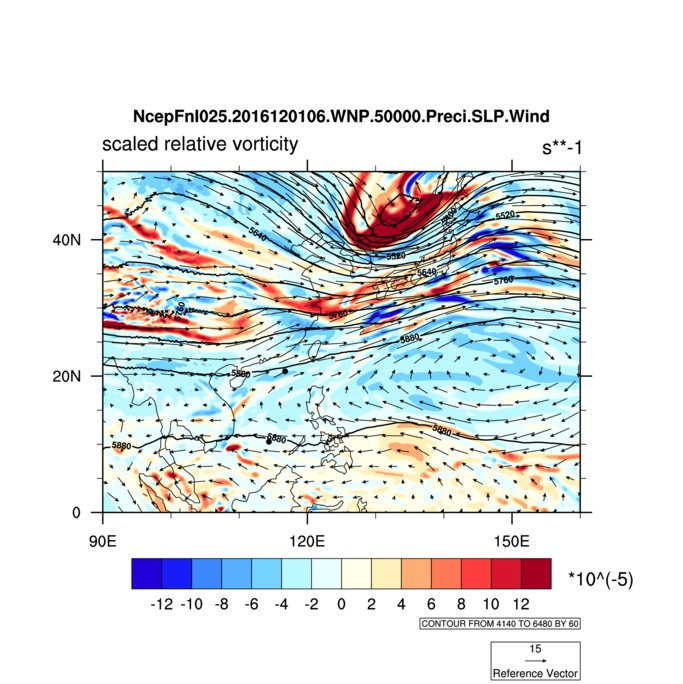 NcepFnl025.2016120106.WNP.50000.Preci.SLP.Wind
scaled relative vorticity s**-1
5520
5640
40N
5520
5640
5760
5760
5880
5880
20N
5880
5880
5880
0
90E 120E 150E
-12 -10 -8 -6 -4 -2 0 2 4 6 8 10 12 *10^(-5)
CONTOUR FROM 4140 TO 6480 BY 60
15
Reference Vector